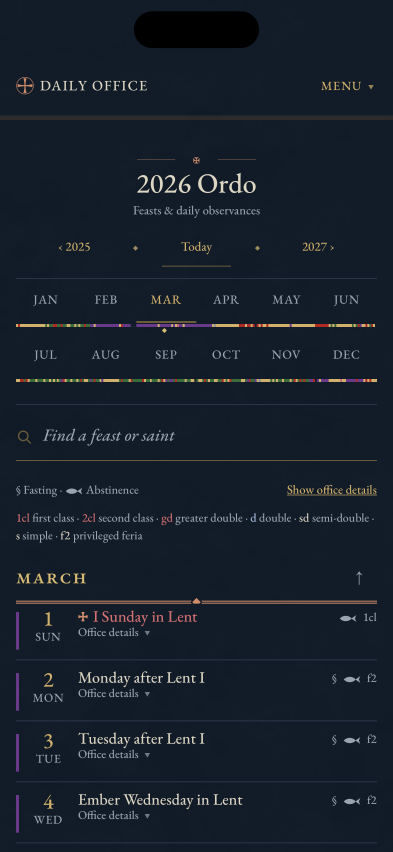 DAILY OFFICE
MENU ▼
2026 Ordo
Feasts & daily observances
‹ 2025 Today 2027 ›
JAN FEB MAR APR MAY JUN
JUL AUG SEP OCT NOV DEC
Find a feast or saint
§ Fasting · Abstinence
Show office details
1cl first class · 2cl second class · gd greater double · d double · sd semi-double ·
s simple · f2 privileged feria
MARCH ↑
1 ✠ I Sunday in Lent 1cl
SUN Office details ▼
2 Monday after Lent I § f2
MON Office details ▼
3 Tuesday after Lent I § f2
TUE Office details ▼
4 Ember Wednesday in Lent § f2
WED Office details ▼